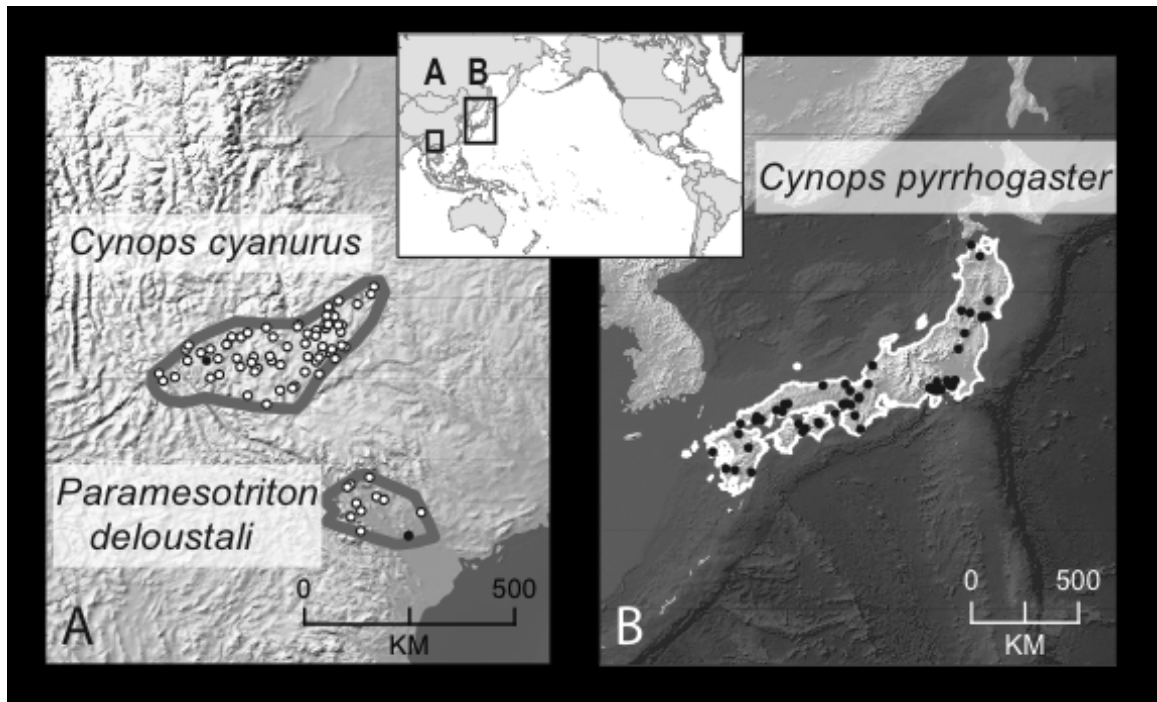 A B
Cynops cyanurus
Paramesotriton
deloustali
0 500
KM
A
Cynops pyrrhogaster
0 500
KM
B